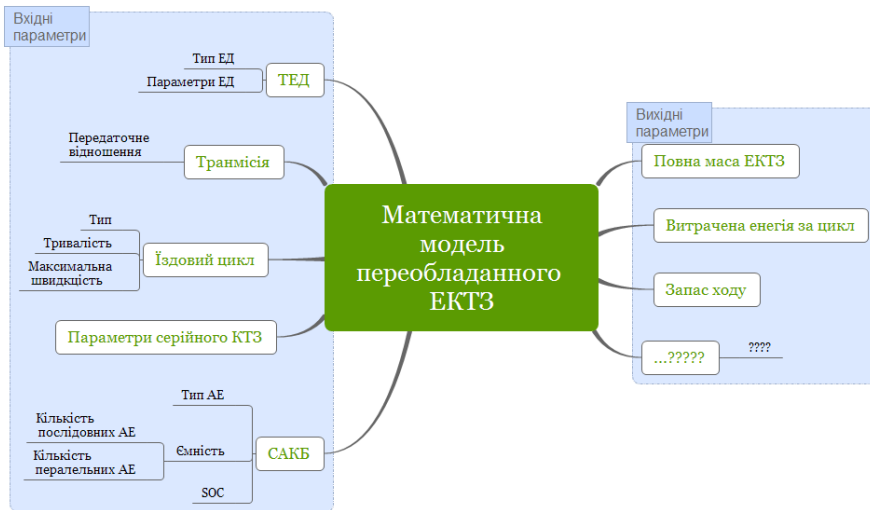 Вхідні
параметри
Тип ЕД
Параметри ЕД
ТЕД
Передаточне
відношення
Транмісія
Тип
Тривалість
Максимальна
швидкцість
Їздовий цикл
Параметри серійного КТЗ
Тип АЕ
Кількість
послідовних АЕ
Кількість
пералельних АЕ
Ємність
SOC
САКБ
Математична
модель
переобладанного
ЕКТЗ
Вихідні
параметри
Повна маса ЕКТЗ
Витрачена енегія за цикл
Запас ходу
...?????
????